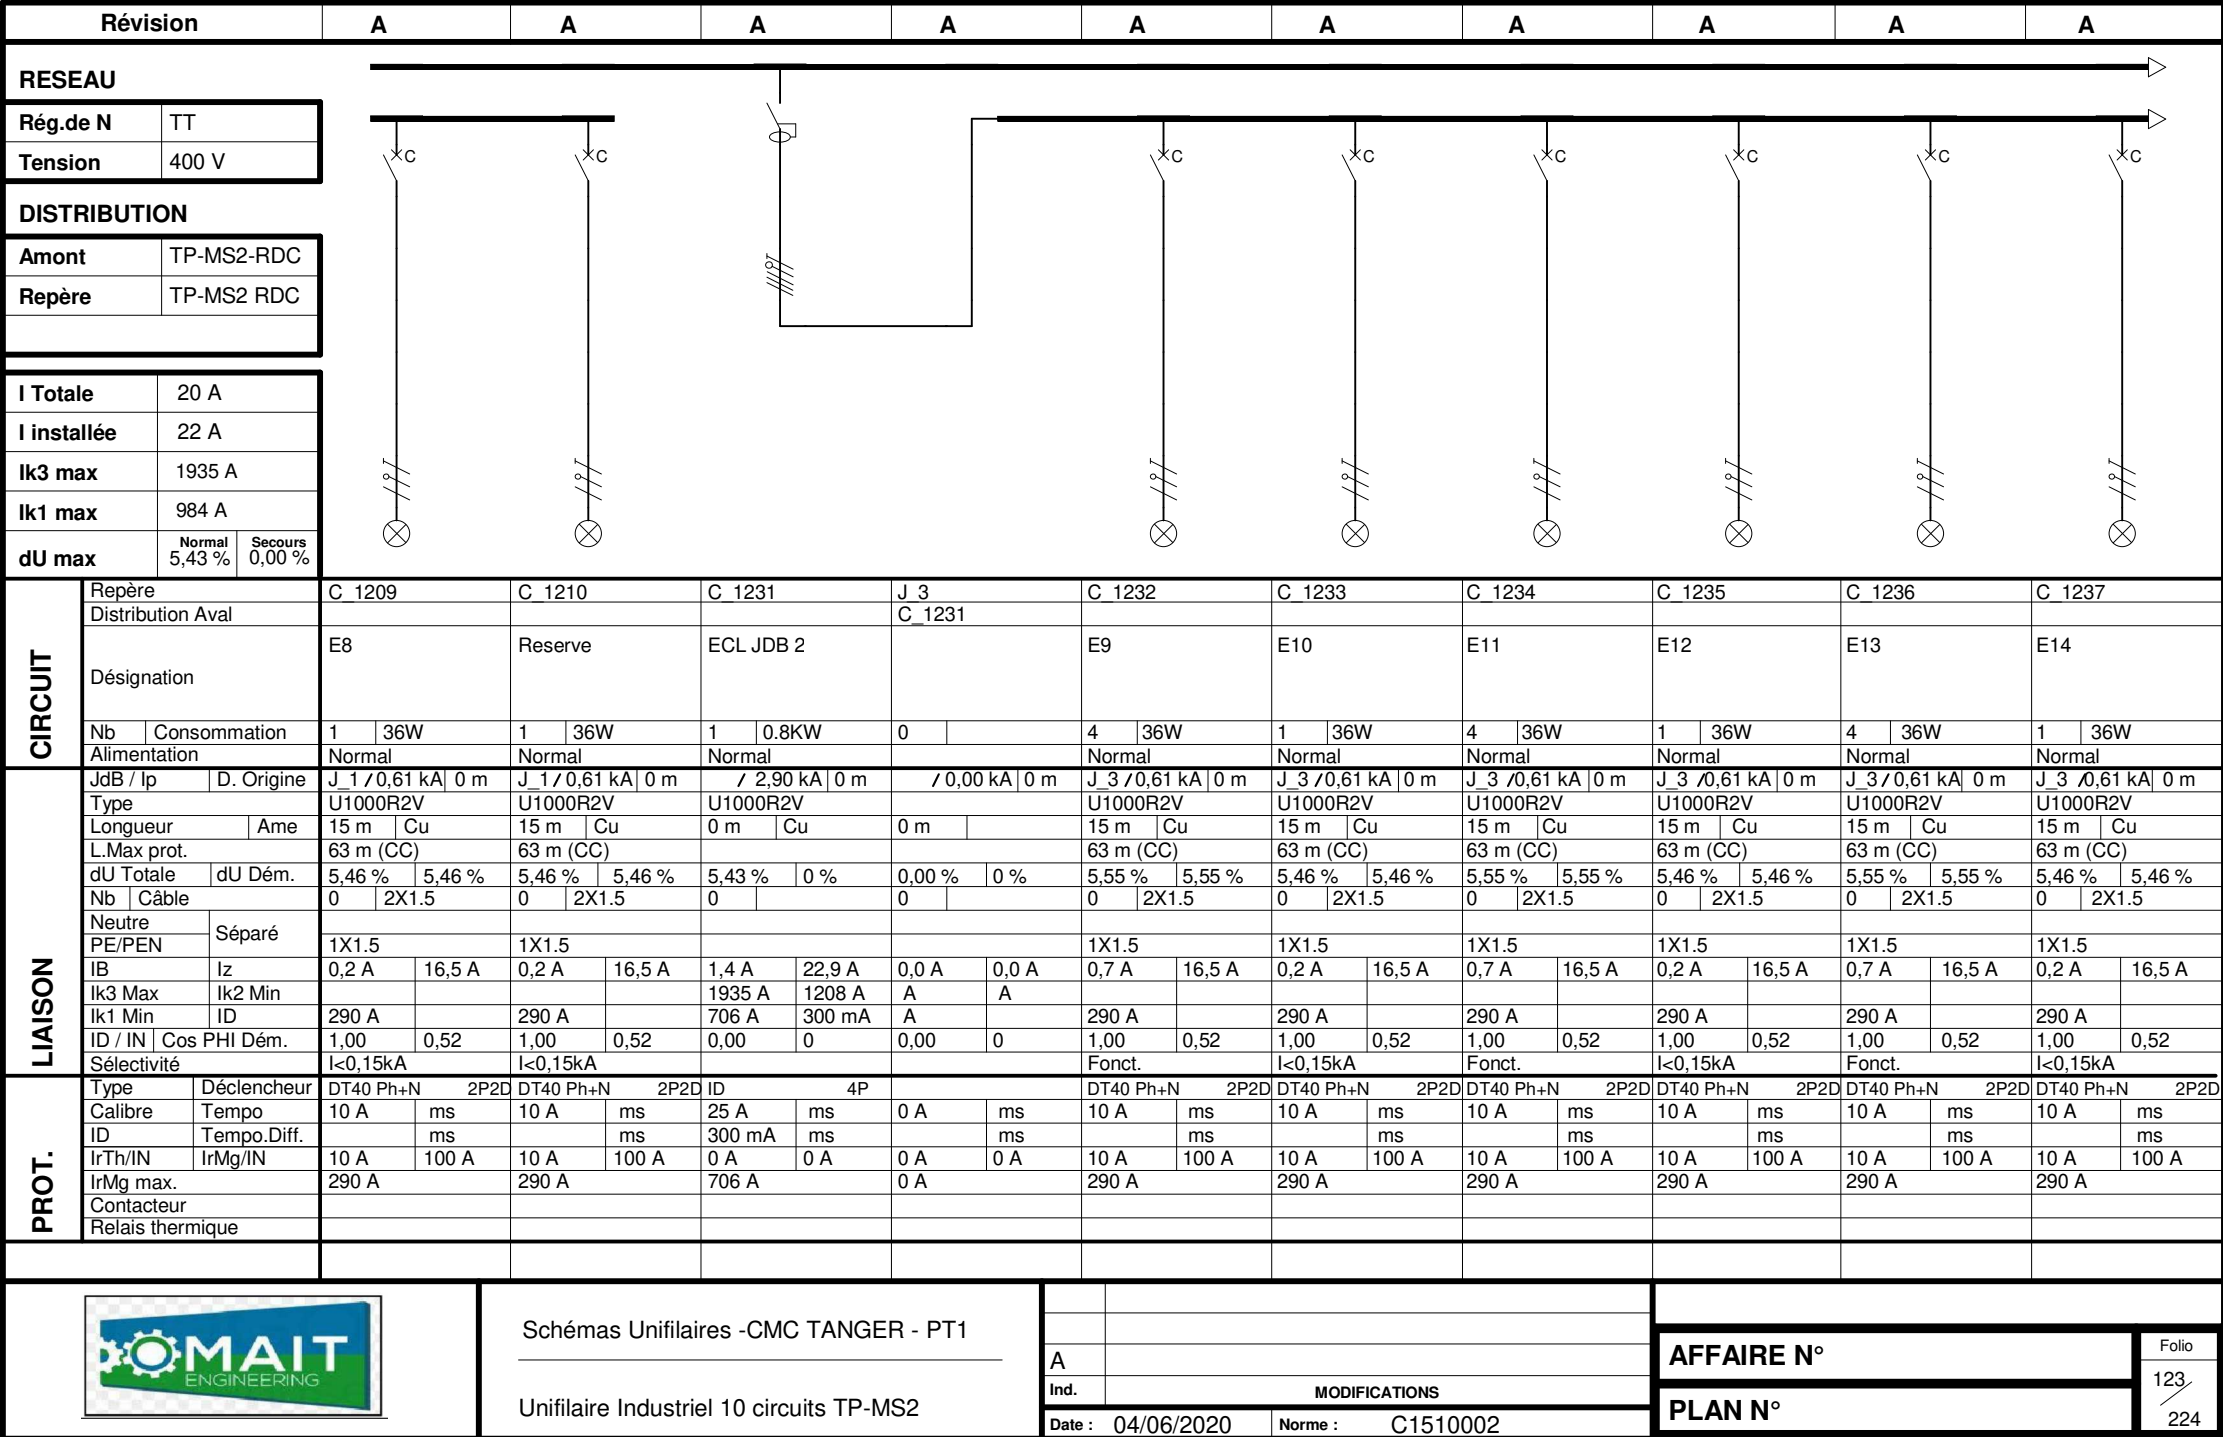 Révision A A A A A A A A A A
RESEAU
Rég.de N TT
Tension 400 V
C C C C C C C C
DISTRIBUTION
Amont TP-MS2-RDC
Repère TP-MS2 RDC
I Totale 20 A
I installée 22 A
Ik3 max 1935 A
Ik1 max 984 A
Normal Secours
dU max 5,43 % 0,00 %
CIRCUIT
Repère C_1209 C_1210 C_1231 J_3 C_1232 C_1233 C_1234 C_1235 C_1236 C_1237
Distribution Aval C_1231
Désignation E8 Reserve ECL JDB 2 E9 E10 E11 E12 E13 E14
Nb Consommation 1 36W 1 36W 1 0.8KW 0 4 36W 1 36W 4 36W 1 36W 4 36W 1 36W
Alimentation Normal Normal Normal Normal Normal Normal Normal Normal Normal
LIAISON
JdB / Ip D. Origine J_1 / 0,61 kA 0 m J_1 / 0,61 kA 0 m / 2,90 kA 0 m / 0,00 kA 0 m J_3 / 0,61 kA 0 m J_3 / 0,61 kA 0 m J_3 / 0,61 kA 0 m J_3 / 0,61 kA 0 m J_3 / 0,61 kA 0 m J_3 / 0,61 kA 0 m
Type U1000R2V U1000R2V U1000R2V U1000R2V U1000R2V U1000R2V U1000R2V U1000R2V U1000R2V
Longueur Ame 15 m Cu 15 m Cu 0 m Cu 0 m 15 m Cu 15 m Cu 15 m Cu 15 m Cu 15 m Cu 15 m Cu
L.Max prot. 63 m (CC) 63 m (CC) 63 m (CC) 63 m (CC) 63 m (CC) 63 m (CC) 63 m (CC) 63 m (CC)
dU Totale dU Dém. 5,46 % 5,46 % 5,46 % 5,46 % 5,43 % 0 % 0,00 % 0 % 5,55 % 5,55 % 5,46 % 5,46 % 5,55 % 5,55 % 5,46 % 5,46 % 5,55 % 5,55 % 5,46 % 5,46 %
Nb Câble 0 2X1.5 0 2X1.5 0 0 0 2X1.5 0 2X1.5 0 2X1.5 0 2X1.5 0 2X1.5 0 2X1.5
Neutre Séparé
PE/PEN 1X1.5 1X1.5 1X1.5 1X1.5 1X1.5 1X1.5 1X1.5 1X1.5
IB Iz 0,2 A 16,5 A 0,2 A 16,5 A 1,4 A 22,9 A 0,0 A 0,0 A 0,7 A 16,5 A 0,2 A 16,5 A 0,7 A 16,5 A 0,2 A 16,5 A 0,7 A 16,5 A 0,2 A 16,5 A
Ik3 Max Ik2 Min 1935 A 1208 A A A
Ik1 Min ID 290 A 290 A 706 A 300 mA A 290 A 290 A 290 A 290 A 290 A 290 A
ID / IN Cos PHI Dém. 1,00 0,52 1,00 0,52 0,00 0 0,00 0 1,00 0,52 1,00 0,52 1,00 0,52 1,00 0,52 1,00 0,52 1,00 0,52
Sélectivité I<0,15kA I<0,15kA Fonct. I<0,15kA Fonct. I<0,15kA Fonct. I<0,15kA
PROT.
Type Déclencheur DT40 Ph+N 2P2D DT40 Ph+N 2P2D ID 4P DT40 Ph+N 2P2D DT40 Ph+N 2P2D DT40 Ph+N 2P2D DT40 Ph+N 2P2D DT40 Ph+N 2P2D DT40 Ph+N 2P2D
Calibre Tempo 10 A ms 10 A ms 25 A ms 0 A ms 10 A ms 10 A ms 10 A ms 10 A ms 10 A ms 10 A ms
ID Tempo.Diff. ms ms 300 mA ms ms ms ms ms ms ms ms
IrTh/IN IrMg/IN 10 A 100 A 10 A 100 A 0 A 0 A 0 A 0 A 10 A 100 A 10 A 100 A 10 A 100 A 10 A 100 A 10 A 100 A 10 A 100 A
IrMg max. 290 A 290 A 706 A 0 A 290 A 290 A 290 A 290 A 290 A 290 A
Contacteur
Relais thermique
OMAIT
ENGINEERING
Schémas Unifilaires -CMC TANGER - PT1
Unifilaire Industriel 10 circuits TP-MS2
A
Ind. MODIFICATIONS
Date : 04/06/2020 Norme : C1510002
AFFAIRE N°
PLAN N°
Folio
123
224